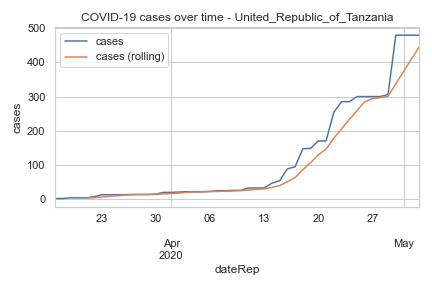 COVID-19 cases over time - United_Republic_of_Tanzania
cases
cases (rolling)
500
400
300
200
100
0
cases
23
30
06
13
20
27
Apr
2020
May
dateRep